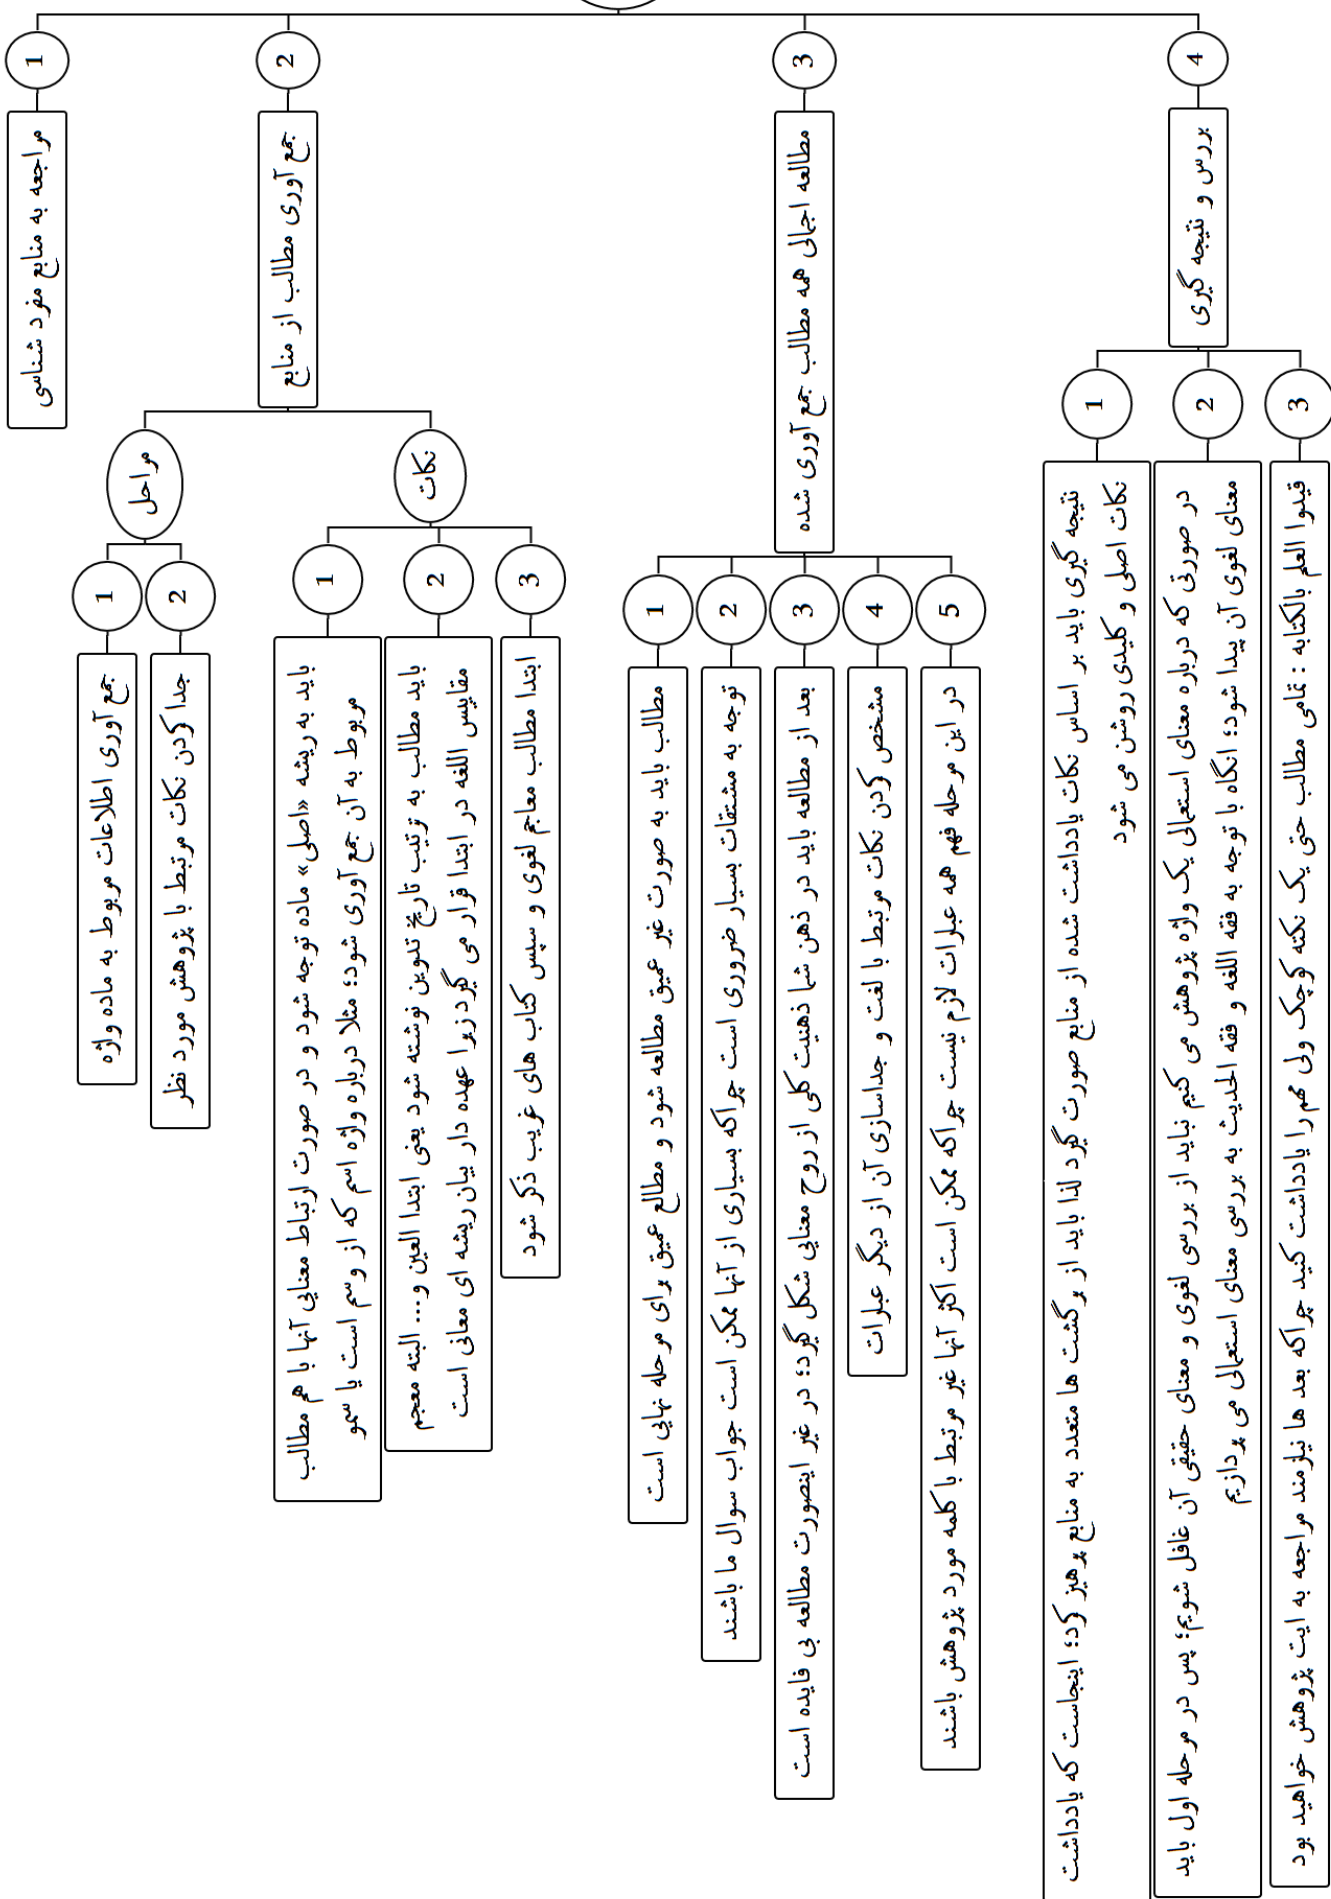 1
مراجعه به منابع مفرد شناسی
2
جمع آوری مطالب از منابع
مراحل
1
جمع آوری اطلاعات مربوط به ماده واژه
2
جدا کردن نکات مرتبط با پژوهش مورد نظر
نکات
1
باید به ریشه «اصلی» ماده توجه شود و در صورت ارتباط معنایی آنها با هم مطالب
مربوط به آن جمع آوری شود؛ مثلا درباره واژه اسم که از وسم است یا سمو
2
باید مطالب به ترتیب تاریخ تدوین نوشته شود یعنی ابتدا العین و... البته معجم
مقاییس اللغه در ابتدا قرار می گیرد زیرا عهده دار بیان ریشه ای معانی است
3
ابتدا مطالب معاجم لغوی و سپس کتاب های غریب ذکر شود
3
مطالعه اجمالی همه مطالب جمع آوری شده
1
مطالب باید به صورت غیر عمیق مطالعه شود و مطالع عمیق برای مرحله نهایی است
2
توجه به مشتقات بسیار ضروری است چراکه بسیاری از آنها ممکن است جواب سوال ما باشند
3
بعد از مطالعه باید در ذهن شما ذهنیت کلی از روح معنایی شکل گیرد؛ در غیر اینصورت مطالعه بی فایده است
4
مشخص کردن نکات مرتبط با لغت و جداسازی آن از دیگر عبارات
5
در این مرحله فهم همه عبارات لازم نیست چراکه ممکن است اکثر آنها غیر مرتبط با کلمه مورد پژوهش باشند
4
بررس و نتیجه گیری
1
نتیجه گیری باید بر اساس نکات یادداشت شده از منابع صورت گیرد لذا باید از برگشت ها متعدد به منابع پرهیز کرد؛ اینجاست که یادداشت
نکات اصلی و کلیدی روشن می شود
2
در صورتی که درباره معنای استعمالی یک واژه پژوهش می کنیم نباید از بررسی لغوی و معنای حقیقی آن غافل شویم؛ پس در مرحله اول باید
معنای لغوی آن پیدا شود؛ انگاه با توجه به فقه اللغه و فقه الحدیث به بررسی معنای استعمالی می پردازیم
3
قیدوا العلم بالکتابه : تمامی مطالب حتی یک نکته کوچک ولی مهم را یادداشت کنید چراکه بعد ها نیازمند مراجعه به ایت پژوهش خواهید بود